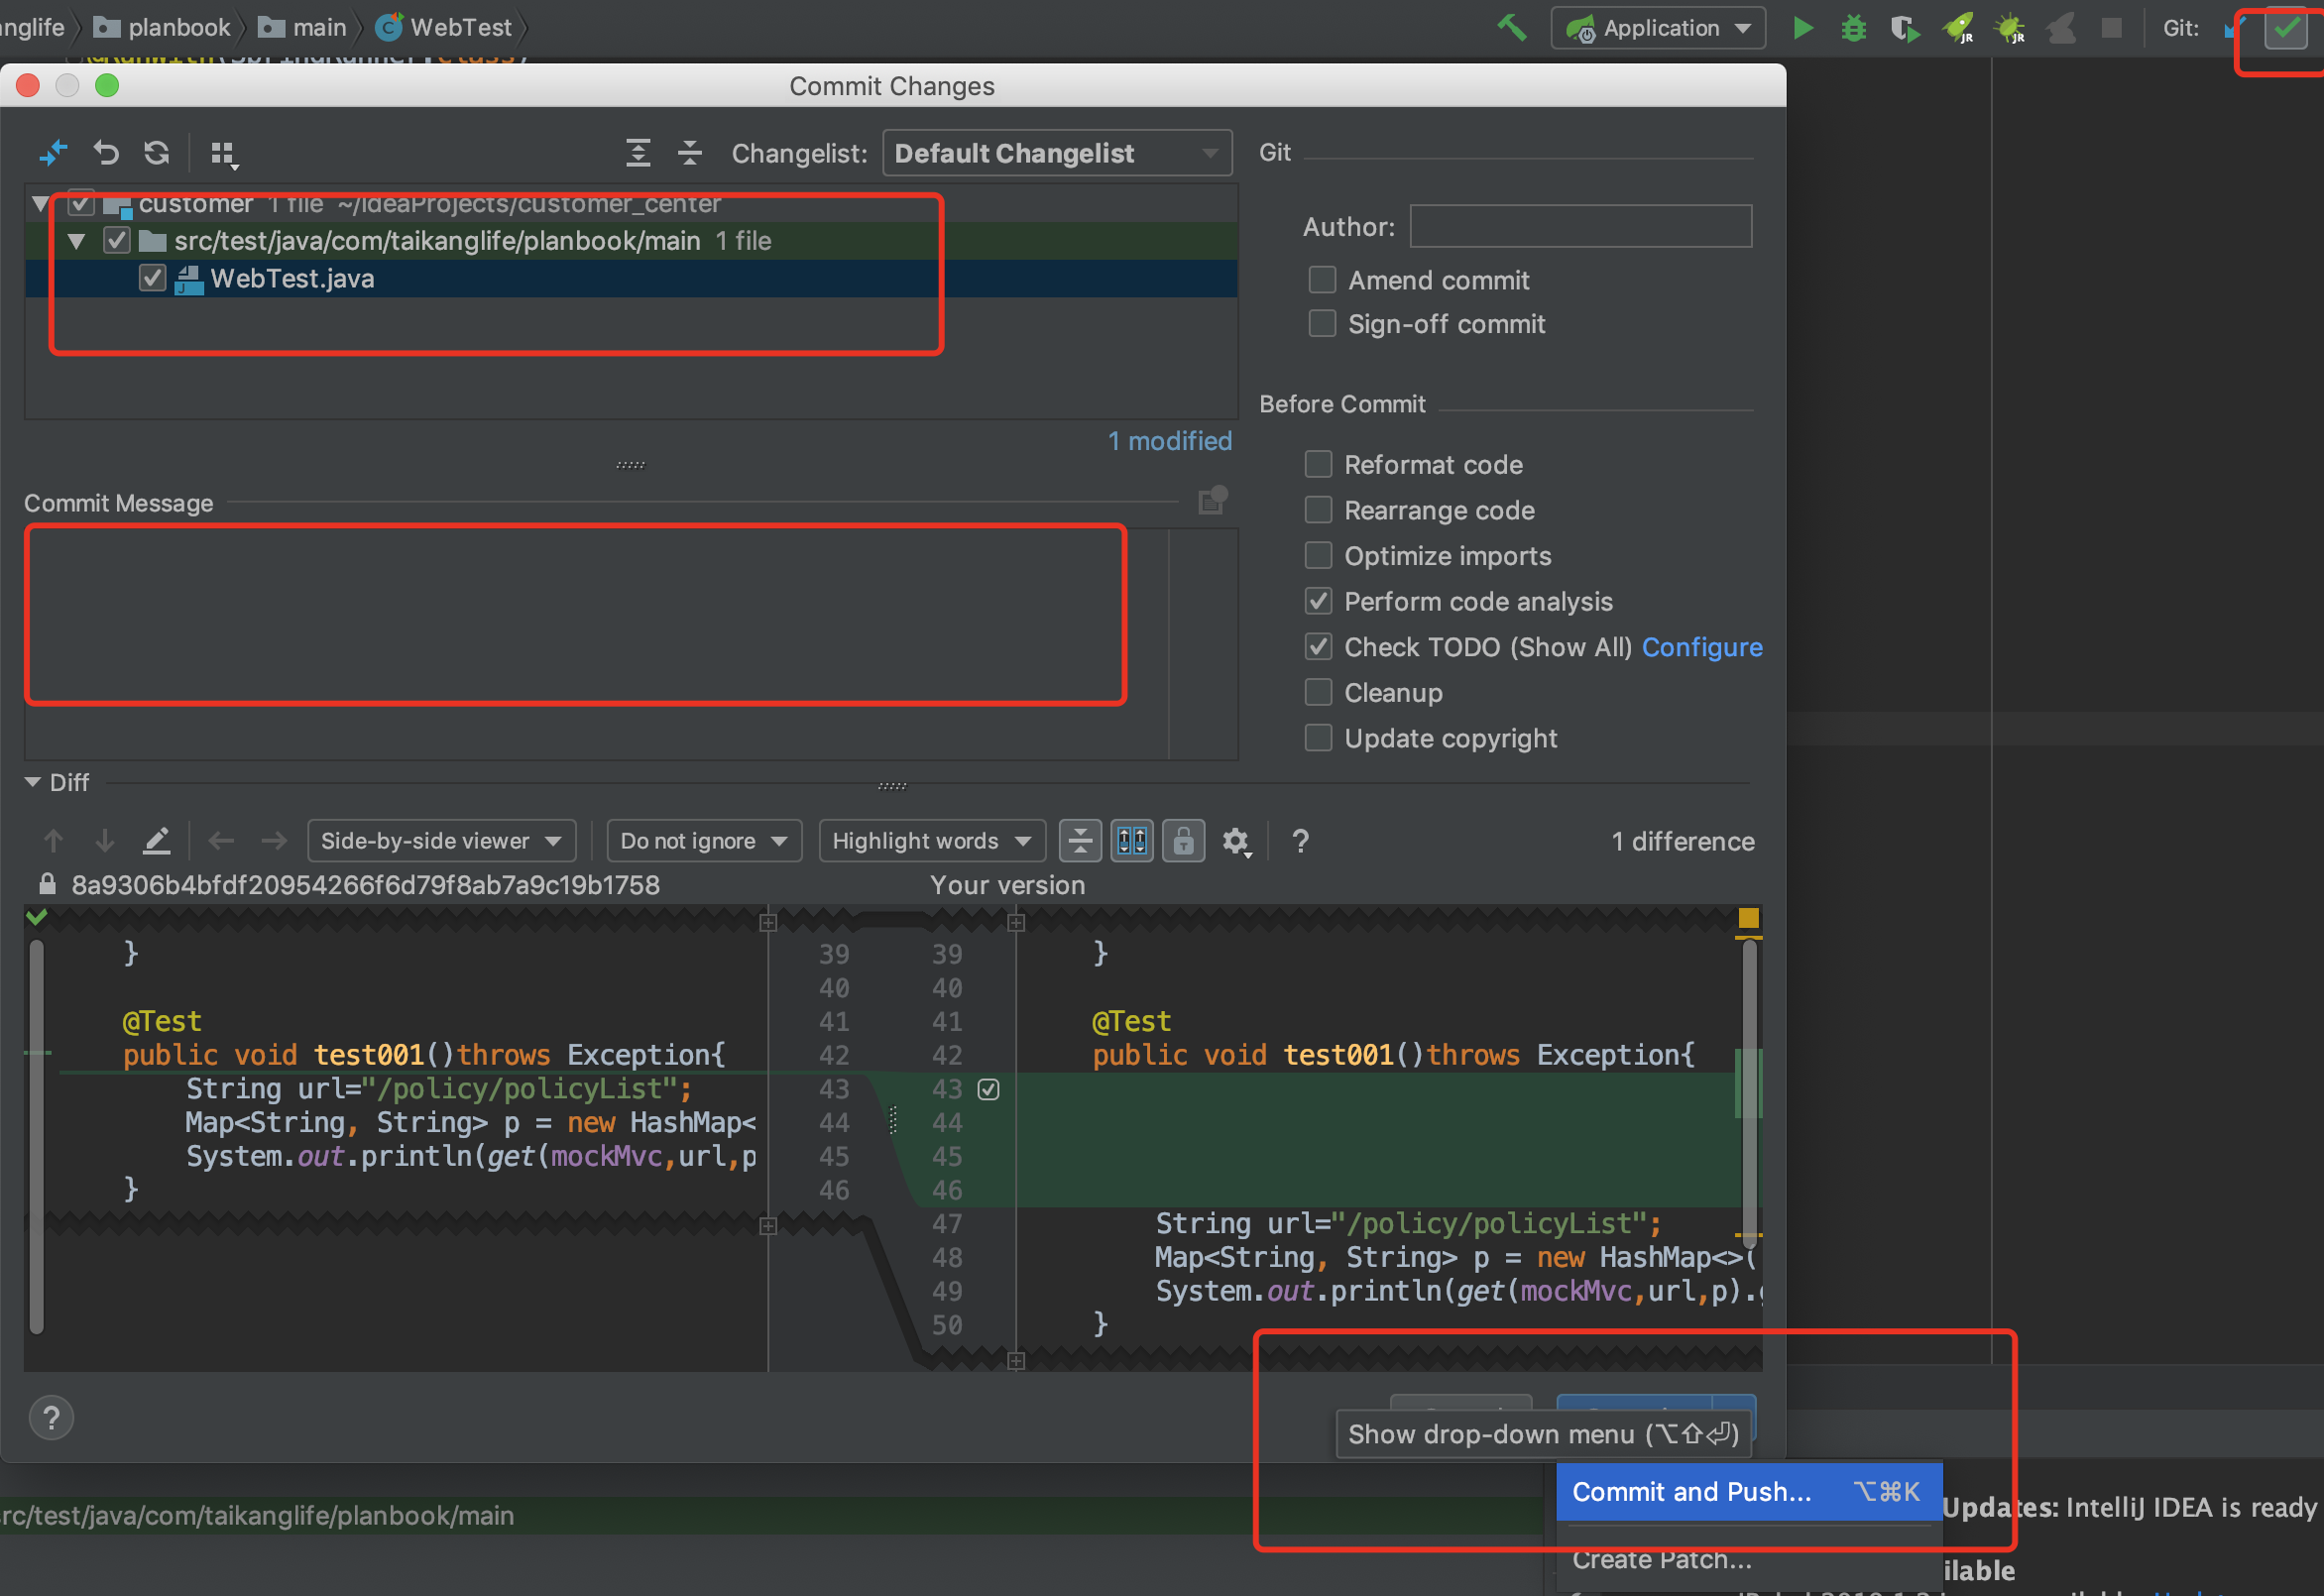 nglife planbook main WebTest Application Git:
Commit Changes
Changelist: Default Changelist
customer 1 file ~/IdeaProjects/customer_center
src/test/java/com/taikanglife/planbook/main 1 file
WebTest.java
1 modified
Git
Author:
Amend commit
Sign-off commit
Before Commit
Reformat code
Rearrange code
Optimize imports
Perform code analysis
Check TODO (Show All) Configure
Cleanup
Update copyright
Commit Message
Diff
Side-by-side viewer Do not ignore Highlight words ? 1 difference
8a9306b4bfdf20954266f6d79f8ab7a9c19b1758 Your version
} 39 39 }
40 40
@Test 41 41 @Test
public void test001()throws Exception{ 42 42 public void test001()throws Exception{
String url="/policy/policyList"; 43 43
Map<String, String> p = new HashMap< 44 44
System.out.println(get(mockMvc,url,p 45 45
} 46 46
47 String url="/policy/policyList";
48 Map<String, String> p = new HashMap<>(
49 System.out.println(get(mockMvc,url,p).
50 }
?
Show drop-down menu (⌥⇧⏎)
Commit and Push... ⌥⌘K
Create Patch...
rc/test/java/com/taikanglife/planbook/main
Updates: IntelliJ IDEA is ready
ilable